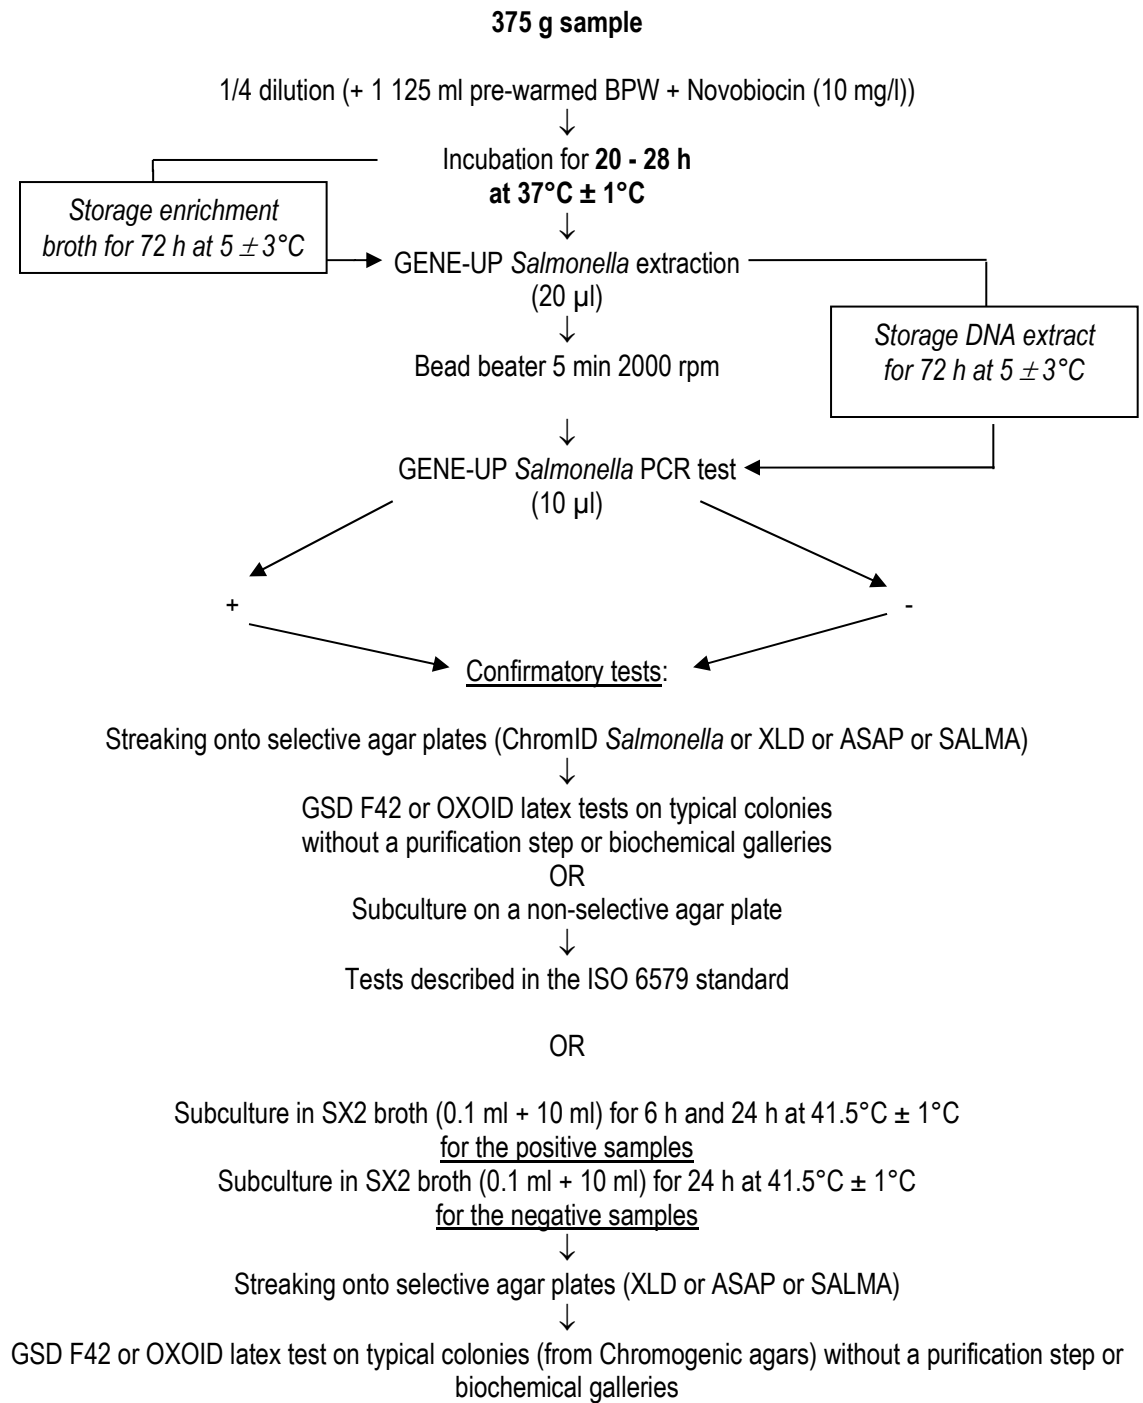 375 g sample
1/4 dilution (+ 1 125 ml pre-warmed BPW + Novobiocin (10 mg/l))
↓
Incubation for 20 - 28 h
at 37°C ± 1°C
Storage enrichment
broth for 72 h at 5 ± 3°C
↓
GENE-UP Salmonella extraction
(20 µl)
↓
Storage DNA extract
for 72 h at 5 ± 3°C
Bead beater 5 min 2000 rpm
↓
GENE-UP Salmonella PCR test
(10 µl)
+
-
Confirmatory tests:
Streaking onto selective agar plates (ChromID Salmonella or XLD or ASAP or SALMA)
↓
GSD F42 or OXOID latex tests on typical colonies
without a purification step or biochemical galleries
OR
Subculture on a non-selective agar plate
↓
Tests described in the ISO 6579 standard
OR
Subculture in SX2 broth (0.1 ml + 10 ml) for 6 h and 24 h at 41.5°C ± 1°C
for the positive samples
Subculture in SX2 broth (0.1 ml + 10 ml) for 24 h at 41.5°C ± 1°C
for the negative samples
↓
Streaking onto selective agar plates (XLD or ASAP or SALMA)
↓
GSD F42 or OXOID latex test on typical colonies (from Chromogenic agars) without a purification step or
biochemical galleries